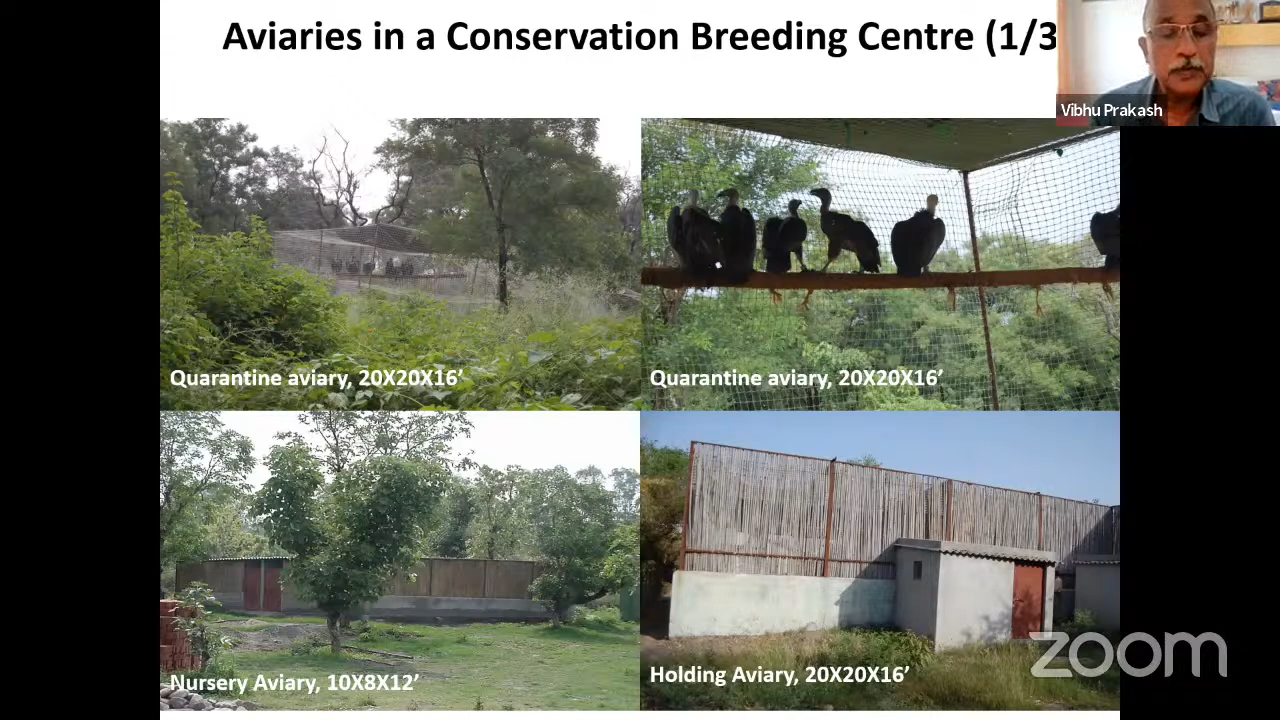 Aviaries in a Conservation Breeding Centre (1/3
Vibhu Prakash
Quarantine aviary, 20X20X16’
Quarantine aviary, 20X20X16’
Nursery Aviary, 10X8X12’
Holding Aviary, 20X20X16’
zoom